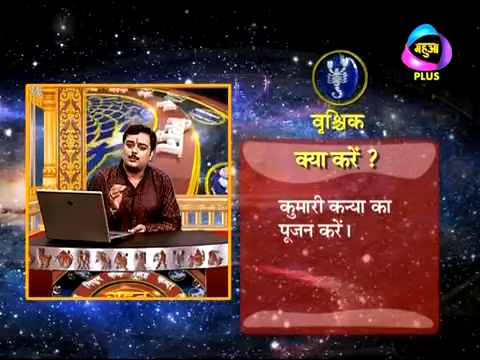 महुआ
PLUS
वृश्चिक
क्या करें ?
कुमारी कन्या का
पूजन करें।